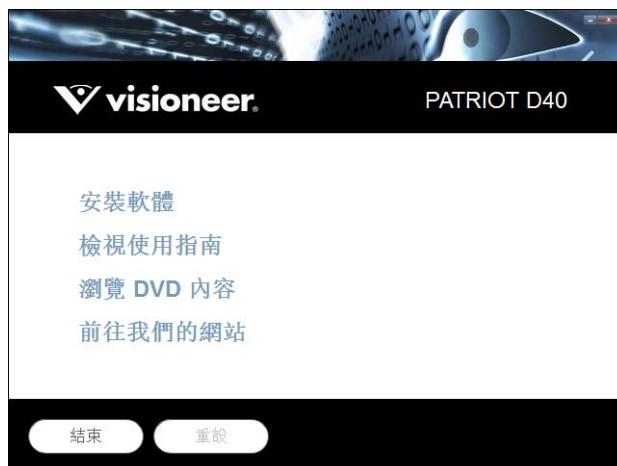 visioneer®
PATRIOT D40
安裝軟體
檢視使用指南
瀏覽 DVD 內容
前往我們的網站
結束
重設